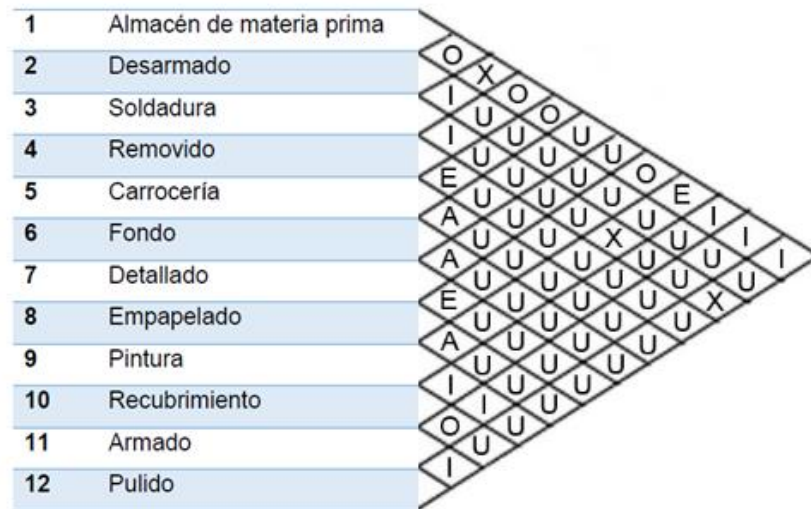 1 Almacén de materia prima O X O O U U O E I I I
2 Desarmado I U U U U U U U U U
3 Soldadura I U U U U X U U X
4 Removido E U U U U U U U
5 Carrocería A U U U U U U
6 Fondo A U U U U U
7 Detallado E U U U U
8 Empapelado A U U U
9 Pintura I I U
10 Recubrimiento O U
11 Armado I
12 Pulido